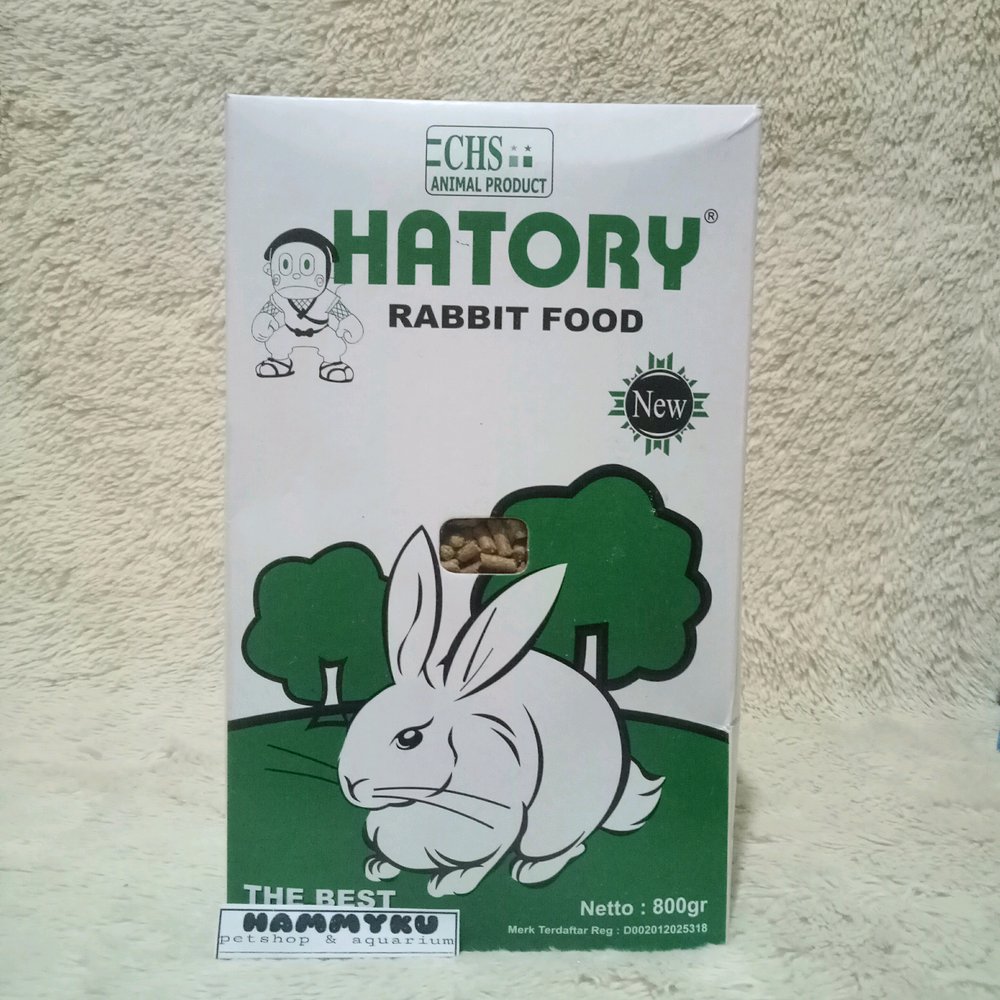 CHS
ANIMAL PRODUCT
HATORY®
RABBIT FOOD
New
THE BEST
HAMMYKU
petshop & aquarium
Netto : 800gr
Merk Terdaftar Reg : D002012025318